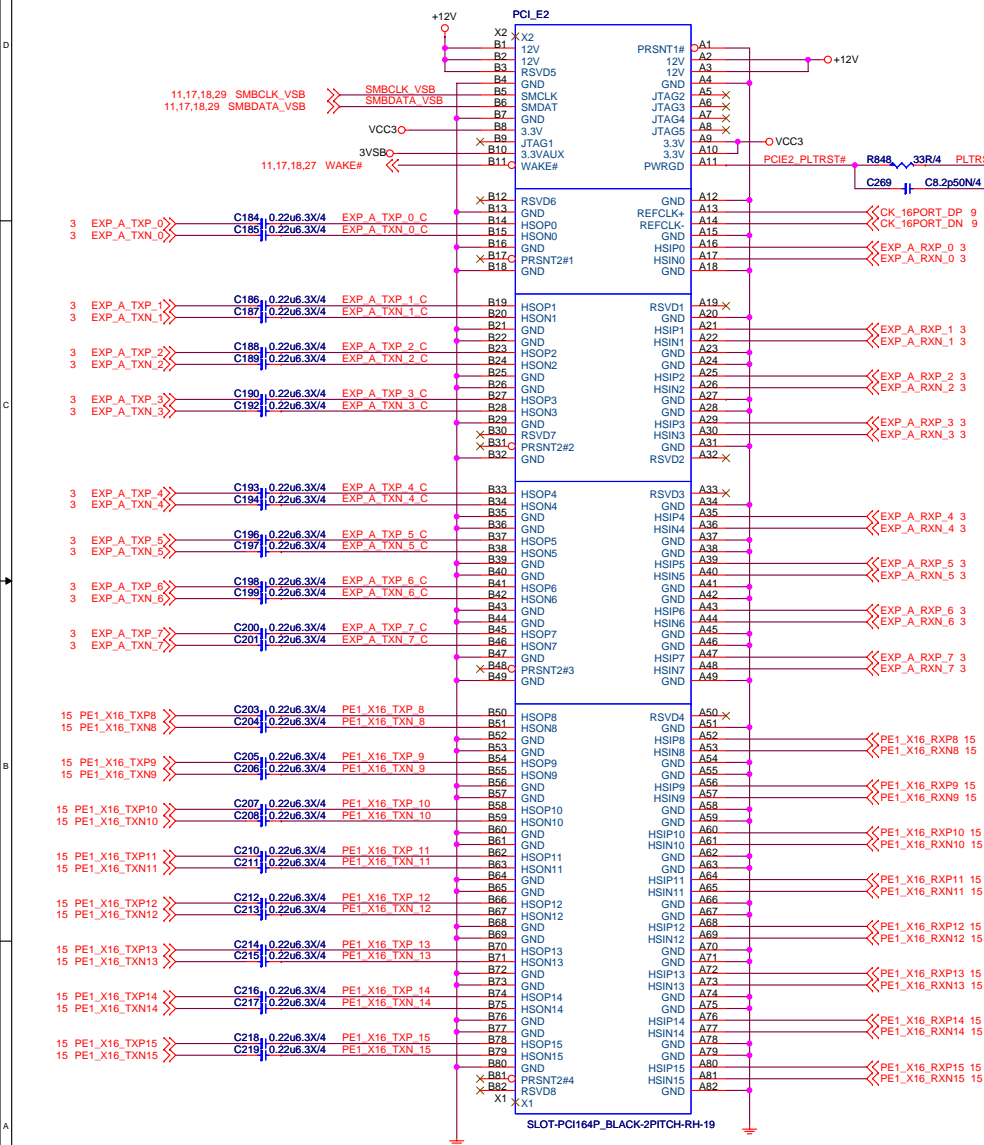 +12V
PCI_E2
D
X2 X2
B1 12V PRSNT1# A1
B2 12V 12V A2 +12V
B3 RSVD5 12V A3
B4 GND GND A4
11,17,18,29 SMBCLK_VSB SMBCLK_VSB B5 SMCLK JTAG2 A5
11,17,18,29 SMBDATA_VSB SMBDATA_VSB B6 SMDAT JTAG3 A6
B7 GND JTAG4 A7
VCC3 B8 3.3V JTAG5 A8
B9 JTAG1 3.3V A9 VCC3
3VSB B10 3.3VAUX 3.3V A10
11,17,18,27 WAKE# B11 WAKE# PWRGD A11 PCIE2_PLTRST# R848 33R/4
C269 C8.2p50N/4
B12 RSVD6 GND A12
B13 GND REFCLK+ A13 CK_16PORT_DP 9
3 EXP_A_TXP_0 C184 0.22u6.3X/4 EXP_A_TXP_0_C B14 HSOP0 REFCLK- A14 CK_16PORT_DN 9
3 EXP_A_TXN_0 C185 0.22u6.3X/4 EXP_A_TXN_0_C B15 HSON0 GND A15
B16 GND HSIP0 A16 EXP_A_RXP_0 3
B17 PRSNT2#1 HSIN0 A17 EXP_A_RXN_0 3
B18 GND GND A18
3 EXP_A_TXP_1 C186 0.22u6.3X/4 EXP_A_TXP_1_C B19 HSOP1 RSVD1 A19
3 EXP_A_TXN_1 C187 0.22u6.3X/4 EXP_A_TXN_1_C B20 HSON1 GND A20
B21 GND HSIP1 A21 EXP_A_RXP_1 3
B22 GND HSIN1 A22 EXP_A_RXN_1 3
3 EXP_A_TXP_2 C188 0.22u6.3X/4 EXP_A_TXP_2_C B23 HSOP2 GND A23
3 EXP_A_TXN_2 C189 0.22u6.3X/4 EXP_A_TXN_2_C B24 HSON2 GND A24
B25 GND HSIP2 A25 EXP_A_RXP_2 3
B26 GND HSIN2 A26 EXP_A_RXN_2 3
C
3 EXP_A_TXP_3 C190 0.22u6.3X/4 EXP_A_TXP_3_C B27 HSOP3 GND A27
3 EXP_A_TXN_3 C192 0.22u6.3X/4 EXP_A_TXN_3_C B28 HSON3 GND A28
B29 GND HSIP3 A29 EXP_A_RXP_3 3
B30 RSVD7 HSIN3 A30 EXP_A_RXN_3 3
B31 PRSNT2#2 GND A31
B32 GND RSVD2 A32
3 EXP_A_TXP_4 C193 0.22u6.3X/4 EXP_A_TXP_4_C B33 HSOP4 RSVD3 A33
3 EXP_A_TXN_4 C194 0.22u6.3X/4 EXP_A_TXN_4_C B34 HSON4 GND A34
B35 GND HSIP4 A35 EXP_A_RXP_4 3
B36 GND HSIN4 A36 EXP_A_RXN_4 3
3 EXP_A_TXP_5 C196 0.22u6.3X/4 EXP_A_TXP_5_C B37 HSOP5 GND A37
3 EXP_A_TXN_5 C197 0.22u6.3X/4 EXP_A_TXN_5_C B38 HSON5 GND A38
B39 GND HSIP5 A39 EXP_A_RXP_5 3
B40 GND HSIN5 A40 EXP_A_RXN_5 3
3 EXP_A_TXP_6 C198 0.22u6.3X/4 EXP_A_TXP_6_C B41 HSOP6 GND A41
3 EXP_A_TXN_6 C199 0.22u6.3X/4 EXP_A_TXN_6_C B42 HSON6 GND A42
B43 GND HSIP6 A43 EXP_A_RXP_6 3
B44 GND HSIN6 A44 EXP_A_RXN_6 3
3 EXP_A_TXP_7 C200 0.22u6.3X/4 EXP_A_TXP_7_C B45 HSOP7 GND A45
3 EXP_A_TXN_7 C201 0.22u6.3X/4 EXP_A_TXN_7_C B46 HSON7 GND A46
B47 GND HSIP7 A47 EXP_A_RXP_7 3
B48 PRSNT2#3 HSIN7 A48 EXP_A_RXN_7 3
B49 GND GND A49
15 PE1_X16_TXP8 C203 0.22u6.3X/4 PE1_X16_TXP_8 B50 HSOP8 RSVD4 A50
15 PE1_X16_TXN8 C204 0.22u6.3X/4 PE1_X16_TXN_8 B51 HSON8 GND A51
B52 GND HSIP8 A52 PE1_X16_RXP8 15
B53 GND HSIN8 A53 PE1_X16_RXN8 15
15 PE1_X16_TXP9 C205 0.22u6.3X/4 PE1_X16_TXP_9 B54 HSOP9 GND A54
B
15 PE1_X16_TXN9 C206 0.22u6.3X/4 PE1_X16_TXN_9 B55 HSON9 GND A55
B56 GND HSIP9 A56 PE1_X16_RXP9 15
B57 GND HSIN9 A57 PE1_X16_RXN9 15
15 PE1_X16_TXP10 C207 0.22u6.3X/4 PE1_X16_TXP_10 B58 HSOP10 GND A58
15 PE1_X16_TXN10 C208 0.22u6.3X/4 PE1_X16_TXN_10 B59 HSON10 GND A59
B60 GND HSIP10 A60 PE1_X16_RXP10 15
B61 GND HSIN10 A61 PE1_X16_RXN10 15
15 PE1_X16_TXP11 C210 0.22u6.3X/4 PE1_X16_TXP_11 B62 HSOP11 GND A62
15 PE1_X16_TXN11 C211 0.22u6.3X/4 PE1_X16_TXN_11 B63 HSON11 GND A63
B64 GND HSIP11 A64 PE1_X16_RXP11 15
B65 GND HSIN11 A65 PE1_X16_RXN11 15
15 PE1_X16_TXP12 C212 0.22u6.3X/4 PE1_X16_TXP_12 B66 HSOP12 GND A66
15 PE1_X16_TXN12 C213 0.22u6.3X/4 PE1_X16_TXN_12 B67 HSON12 GND A67
B68 GND HSIP12 A68 PE1_X16_RXP12 15
B69 GND HSIN12 A69 PE1_X16_RXN12 15
15 PE1_X16_TXP13 C214 0.22u6.3X/4 PE1_X16_TXP_13 B70 HSOP13 GND A70
15 PE1_X16_TXN13 C215 0.22u6.3X/4 PE1_X16_TXN_13 B71 HSON13 GND A71
B72 GND HSIP13 A72 PE1_X16_RXP13 15
B73 GND HSIN13 A73 PE1_X16_RXN13 15
15 PE1_X16_TXP14 C216 0.22u6.3X/4 PE1_X16_TXP_14 B74 HSOP14 GND A74
15 PE1_X16_TXN14 C217 0.22u6.3X/4 PE1_X16_TXN_14 B75 HSON14 GND A75
B76 GND HSIP14 A76 PE1_X16_RXP14 15
B77 GND HSIN14 A77 PE1_X16_RXN14 15
15 PE1_X16_TXP15 C218 0.22u6.3X/4 PE1_X16_TXP_15 B78 HSOP15 GND A78
15 PE1_X16_TXN15 C219 0.22u6.3X/4 PE1_X16_TXN_15 B79 HSON15 GND A79
B80 GND HSIP15 A80 PE1_X16_RXP15 15
B81 PRSNT2#4 HSIN15 A81 PE1_X16_RXN15 15
B82 RSVD8 GND A82
X1 X1
A
SLOT-PCI164P_BLACK-2PITCH-RH-19